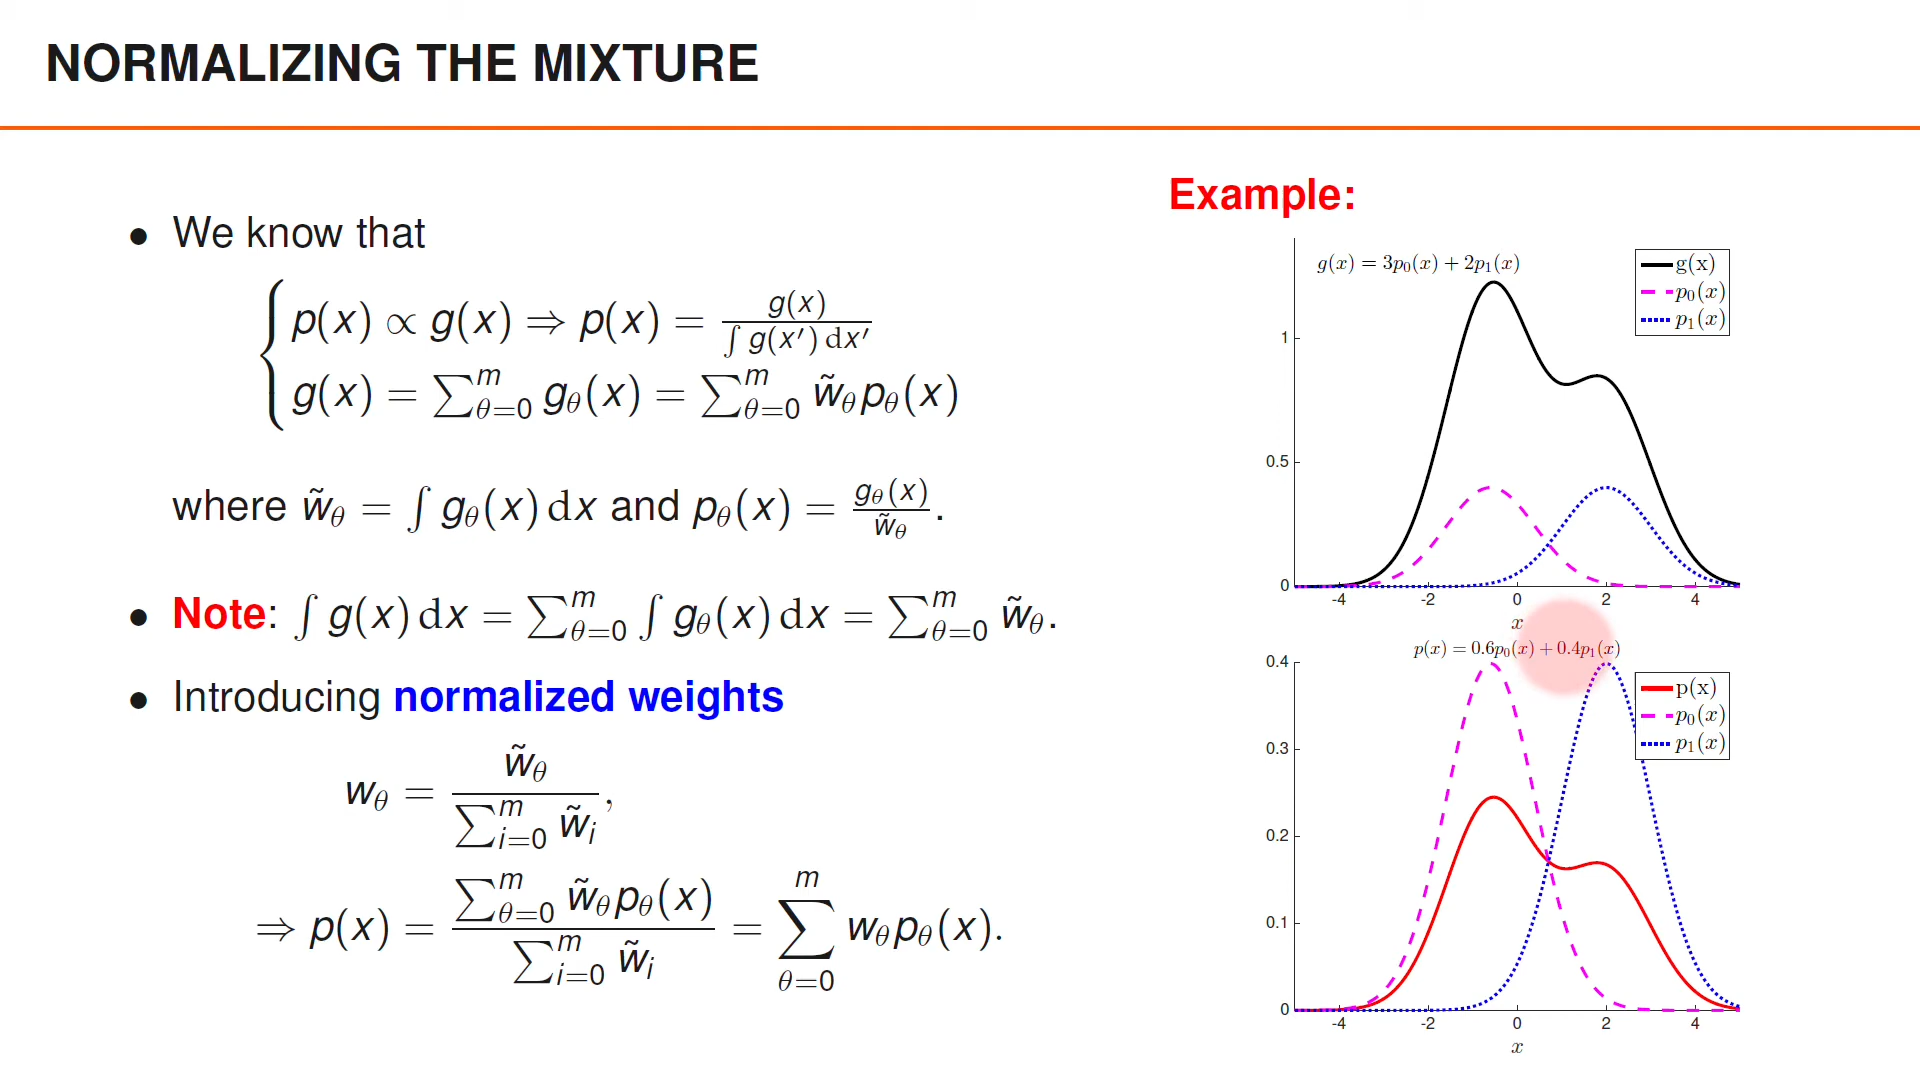 NORMALIZING THE MIXTURE
• We know that
p(x) ∝ g(x) ⇒ p(x) = g(x) / ∫ g(x′) dx′
g(x) = ∑_{θ=0}^{m} g_θ(x) = ∑_{θ=0}^{m} w̃_θ p_θ(x)
where w̃_θ = ∫ g_θ(x) dx and p_θ(x) = g_θ(x) / w̃_θ.
• Note: ∫ g(x) dx = ∑_{θ=0}^{m} ∫ g_θ(x) dx = ∑_{θ=0}^{m} w̃_θ.
• Introducing normalized weights
w_θ = w̃_θ / ∑_{i=0}^{m} w̃_i,
⇒ p(x) = ∑_{θ=0}^{m} w̃_θ p_θ(x) / ∑_{i=0}^{m} w̃_i = ∑_{θ=0}^{m} w_θ p_θ(x).
Example:
g(x) = 3p_0(x) + 2p_1(x)
g(x)
p_0(x)
p_1(x)
1
0.5
0
-4 -2 0 2 4
x
p(x) = 0.6p_0(x) + 0.4p_1(x)
p(x)
p_0(x)
p_1(x)
0.4
0.3
0.2
0.1
0
-4 -2 0 2 4
x